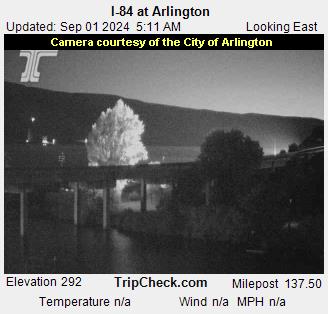 I-84 at Arlington
Updated: Sep 01 2024 5:11 AM Looking East
Camera courtesy of the City of Arlington
Elevation 292 TripCheck.com Milepost 137.50
Temperature n/a Wind n/a MPH n/a